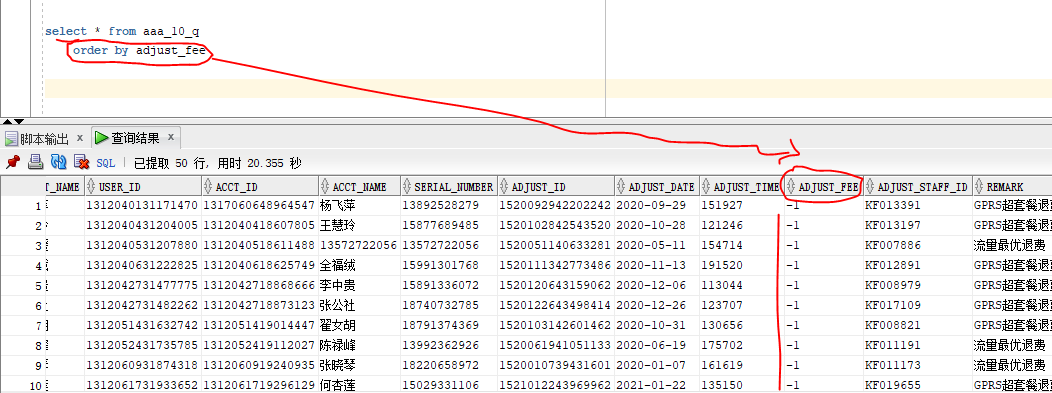 select * from aaa_10_q
order by adjust_fee
脚本输出 x 查询结果 x
SQL | 已提取 50 行, 用时 20.355 秒
T_NAME USER_ID ACCT_ID ACCT_NAME SERIAL_NUMBER ADJUST_ID ADJUST_DATE ADJUST_TIME ADJUST_FEE ADJUST_STAFF_ID REMARK
1 1312040131171470 1317060648964547 杨飞萍 13892528279 1520092942202242 2020-09-29 151927 -1 KF013391 GPRS超套餐退费
2 1312040431204005 1312040418607805 王慧玲 15877689485 1520102842543520 2020-10-28 121246 -1 KF013197 GPRS超套餐退费
3 1312040531207880 1312040518611488 13572722056 13572722056 1520051140633281 2020-05-11 154714 -1 KF007886 流量最优退费
4 1312040631222825 1312040618625749 全福绒 15991301768 1520111342773486 2020-11-13 191520 -1 KF012891 GPRS超套餐退费
5 1312042731477775 1312042718868666 李中贵 15891336072 1520120643159062 2020-12-06 113044 -1 KF008979 GPRS超套餐退费
6 1312042731482262 1312042718873123 张公社 18740732785 1520122643498414 2020-12-26 123707 -1 KF017109 GPRS超套餐退费
7 1312051431632742 1312051419014447 翟文胡 18791374369 1520103142601462 2020-10-31 130656 -1 KF008821 GPRS超套餐退费
8 1312052431735785 1312052419112027 陈禄峰 13992362926 1520061941051133 2020-06-19 175702 -1 KF011191 流量最优退费
9 1312060931874318 1312060919240935 张晓琴 18220658972 1520010739431601 2020-01-07 161619 -1 KF011173 流量最优退费
10 1312061731933652 1312061719296129 何杏莲 15029331106 1521012243969962 2021-01-22 135150 -1 KF019655 GPRS超套餐退费